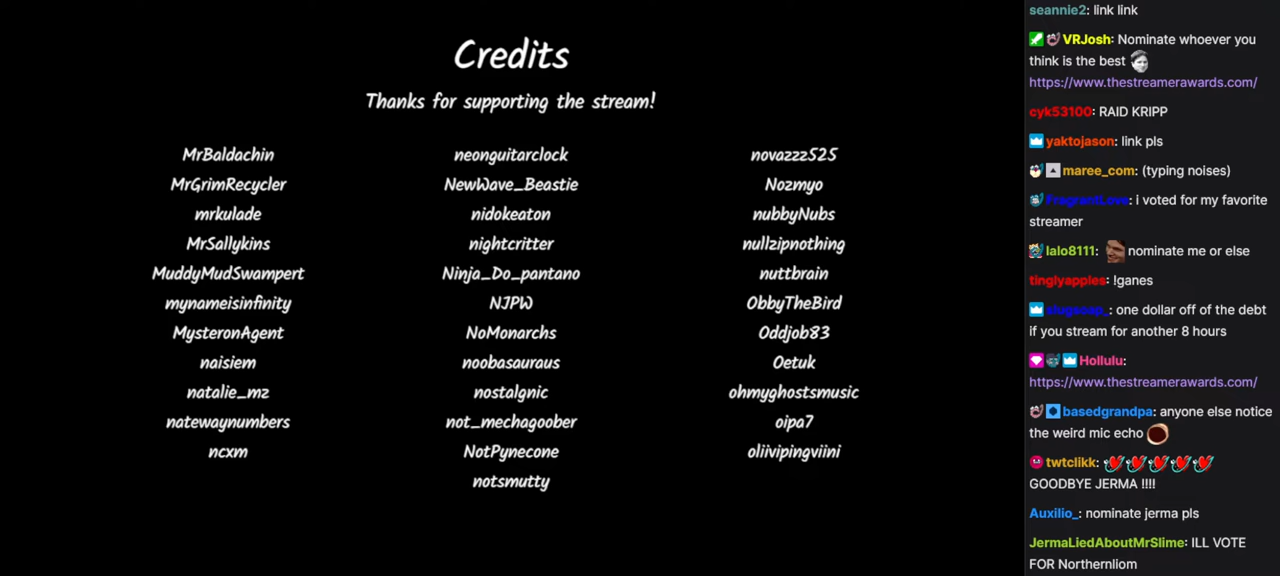 Credits
Thanks for supporting the stream!
MrBaldachin
MrGrimRecycler
mrkulade
MrSallykins
MuddyMudSwampert
mynameisinfinity
MysteronAgent
naisiem
natalie_mz
natewaynumbers
ncxm
neonguitarclock
NewWave_Beastie
nidokeaton
nightcritter
Ninja_Do_pantano
NJPW
NoMonarchs
noobasauraus
nostalgnic
not_mechagoober
NotPynecone
notsmutty
novazzz525
Nozmyo
nubbyNubs
nullzipnothing
nuttbrain
ObbyTheBird
Oddjob83
Oetuk
ohmyghostsmusic
oipa7
oliivipingviini
seannie2: link link
VRJosh: Nominate whoever you
think is the best
https://www.thestreamerawards.com/
cyk53100: RAID KRIPP
yaktojason: link pls
maree_com: (typing noises)
FragrantLove: i voted for my favorite
streamer
lalo8111: nominate me or else
tinglyapples: !ganes
slugooop_: one dollar off of the debt
if you stream for another 8 hours
Hollulu:
https://www.thestreamerawards.com/
basedgrandpa: anyone else notice
the weird mic echo
twtclikk:
GOODBYE JERMA !!!!
Auxilio_: nominate jerma pls
JermaLiedAboutMrSlime: ILL VOTE
FOR Northernliom